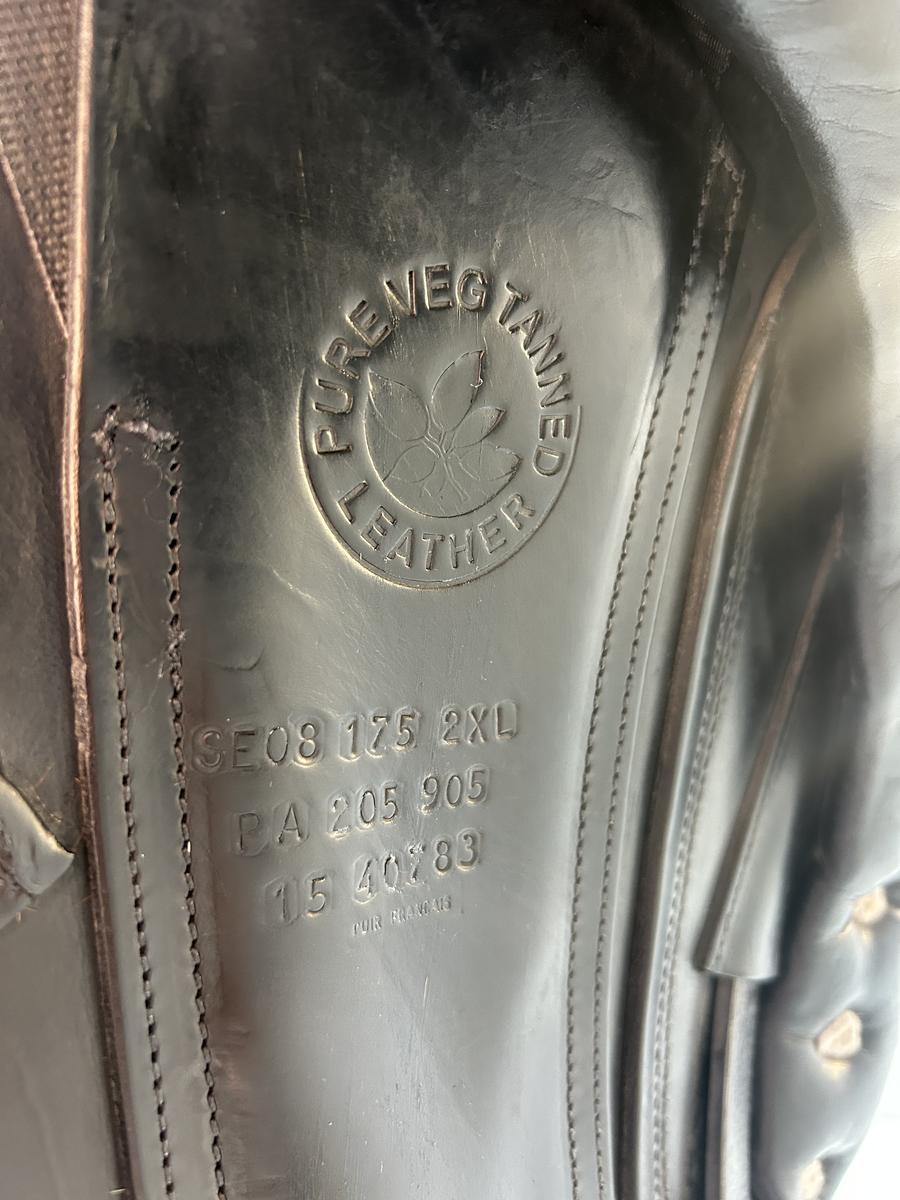 PURE VEG TANNED
LEATHER
SE08 175 2XL
PA 205 905
15 40783
CUIR FRANCAIS